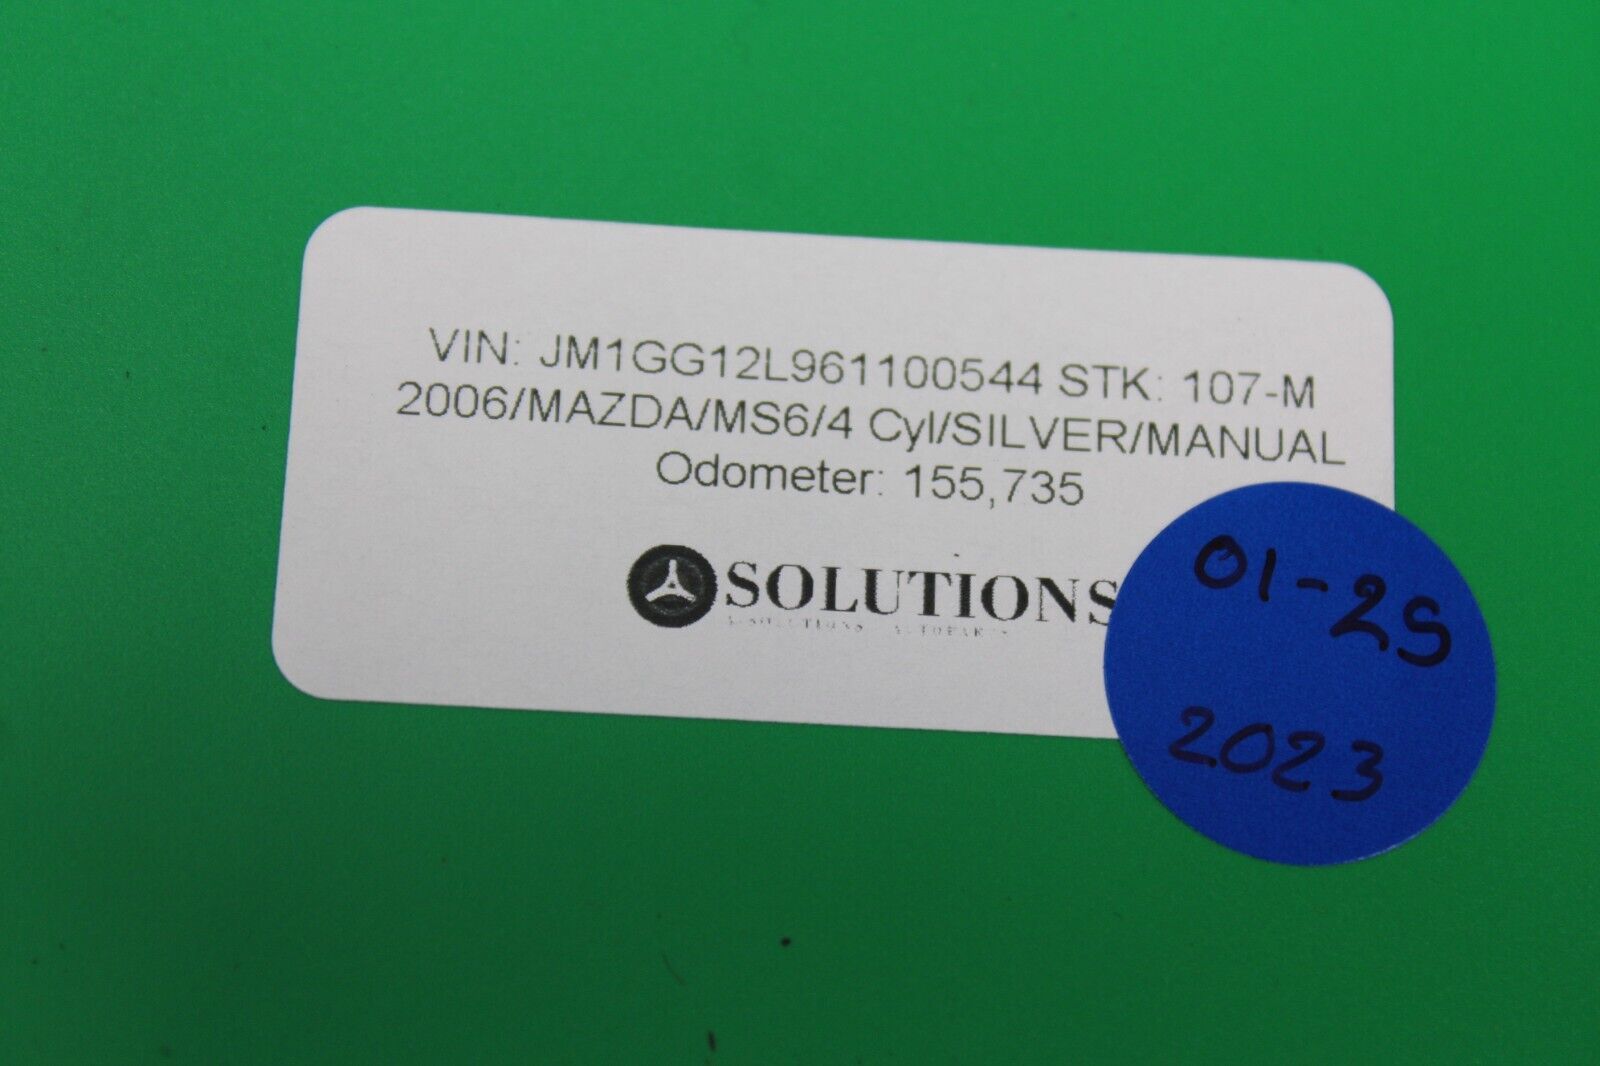 VIN: JM1GG12L961100544 STK: 107-M
2006/MAZDA/MS6/4 Cyl/SILVER/MANUAL
Odometer: 155,735
SOLUTIONS
01-25
2023